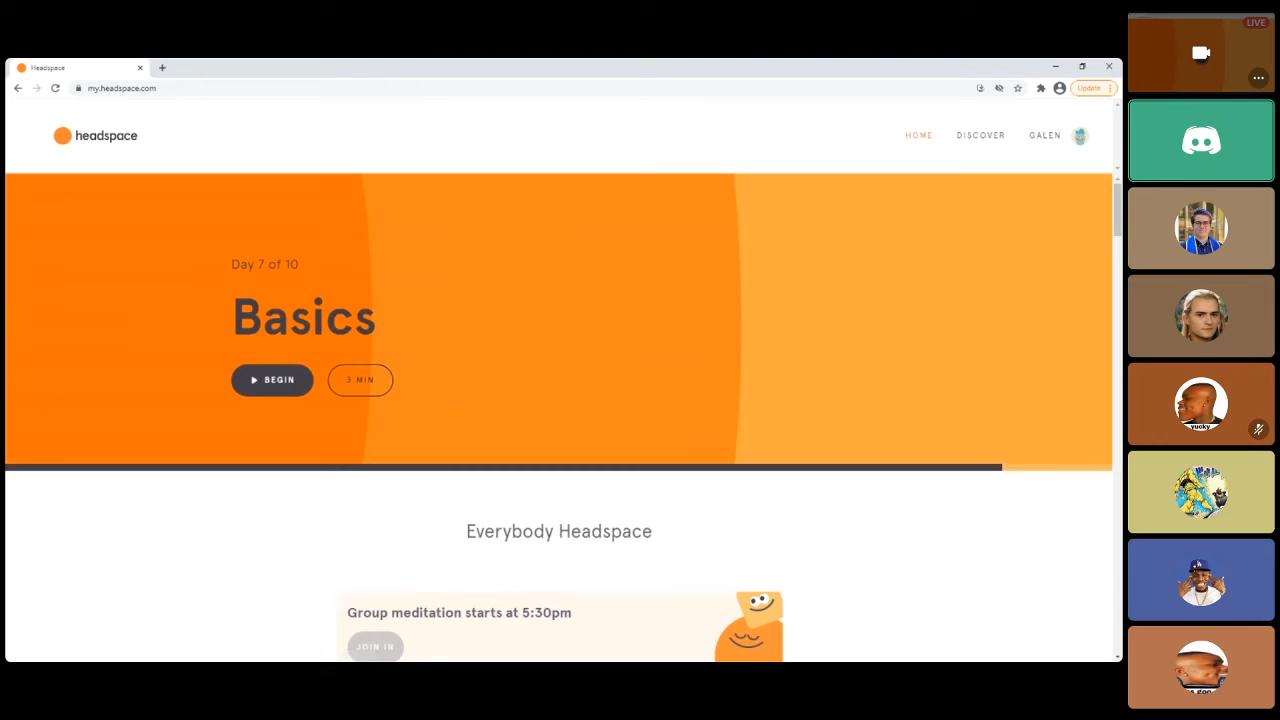 Headspace
my.headspace.com
Update
headspace
HOME
DISCOVER
GALEN
Day 7 of 10
Basics
BEGIN
3 MIN
Everybody Headspace
Group meditation starts at 5:30pm
JOIN IN
LIVE
yucky